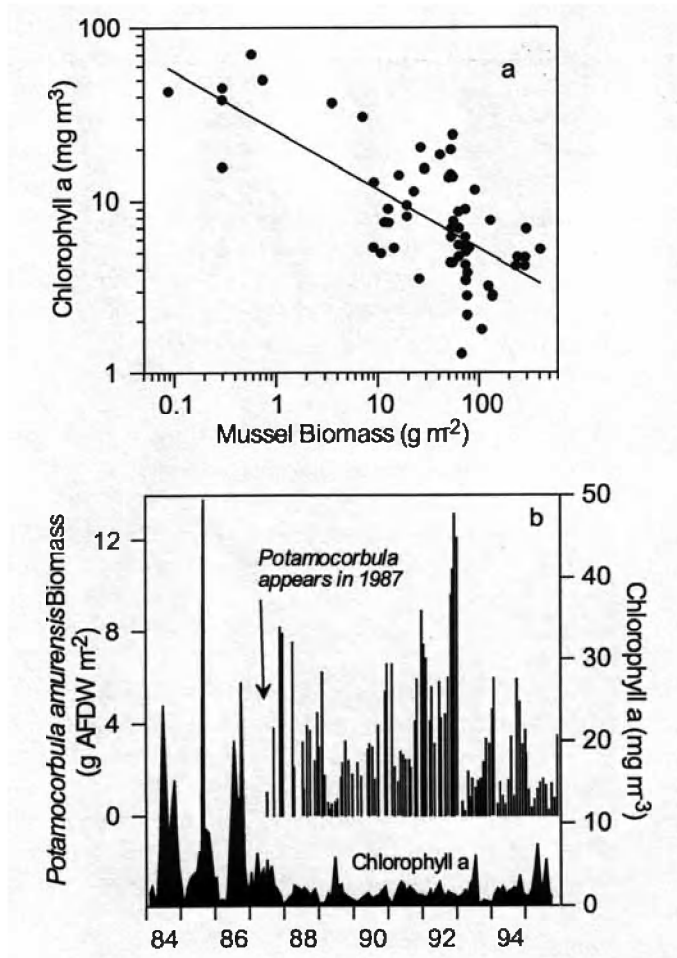 100
a
Chlorophyll a (mg m3)
10
1
0.1
1
10
100
Mussel Biomass (g m2)
b
50
12
Potamocorbula
appears in 1987
40
Potamocorbula amurensis Biomass
(g AFDW m-2)
8
30
Chlorophyll a (mg m3)
4
20
0
10
Chlorophyll a
0
84
86
88
90
92
94